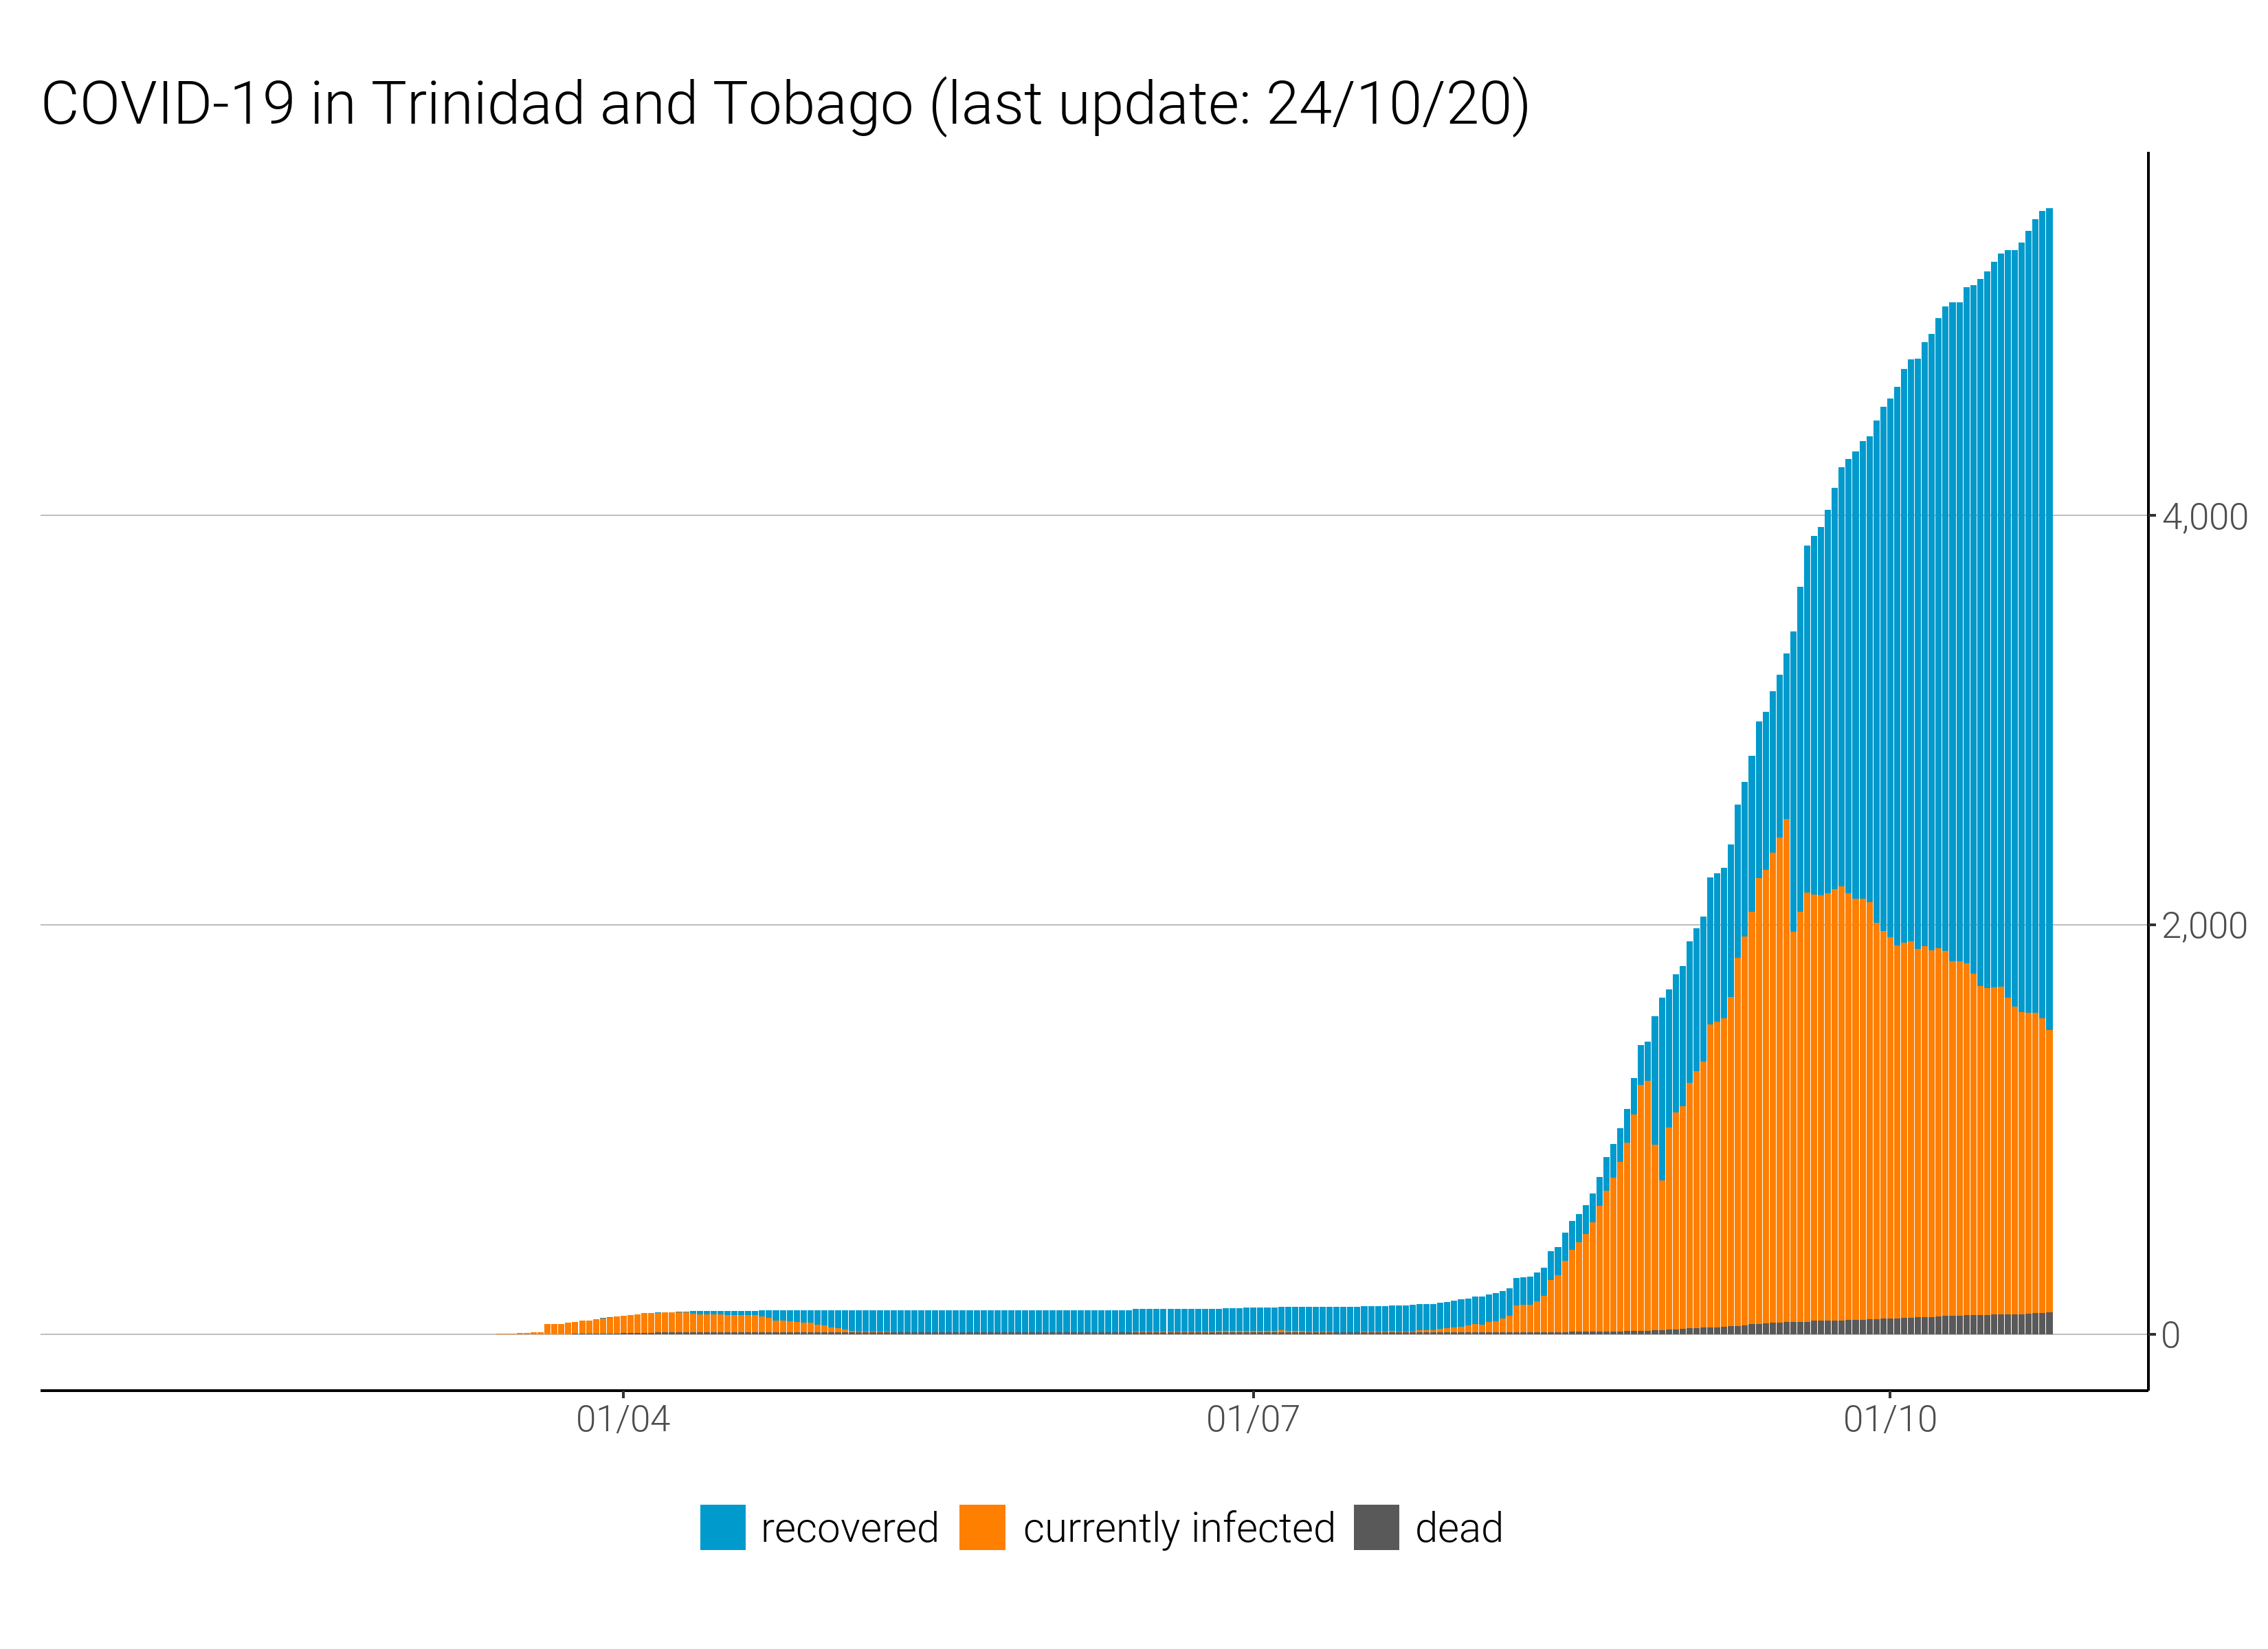 COVID-19 in Trinidad and Tobago (last update: 24/10/20)
4,000
2,000
0
01/04 01/07 01/10
recovered currently infected dead